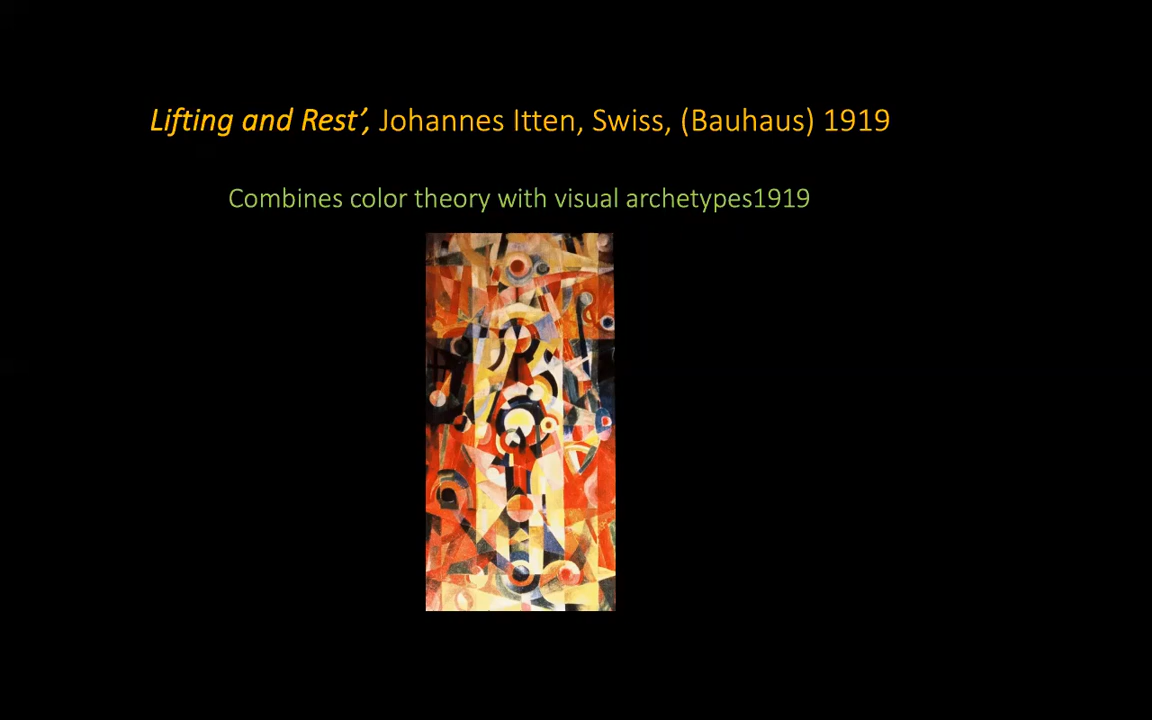 Lifting and Rest’, Johannes Itten, Swiss, (Bauhaus) 1919
Combines color theory with visual archetypes1919